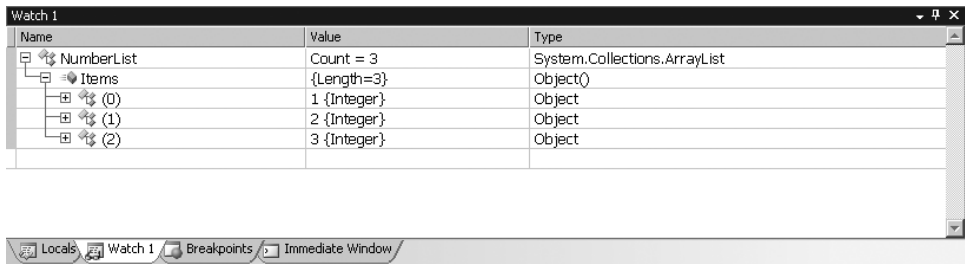 Watch 1
Name Value Type
NumberList Count = 3 System.Collections.ArrayList
Items {Length=3} Object()
(0) 1 {Integer} Object
(1) 2 {Integer} Object
(2) 3 {Integer} Object
Locals Watch 1 Breakpoints Immediate Window